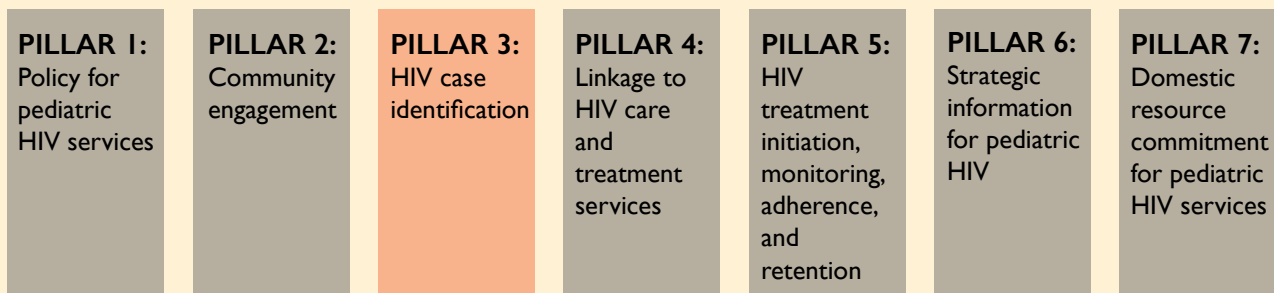 PILLAR 1:
Policy for
pediatric
HIV services
PILLAR 2:
Community
engagement
PILLAR 3:
HIV case
identification
PILLAR 4:
Linkage to
HIV care
and
treatment
services
PILLAR 5:
HIV
treatment
initiation,
monitoring,
adherence,
and
retention
PILLAR 6:
Strategic
information
for pediatric
HIV
PILLAR 7:
Domestic
resource
commitment
for pediatric
HIV services